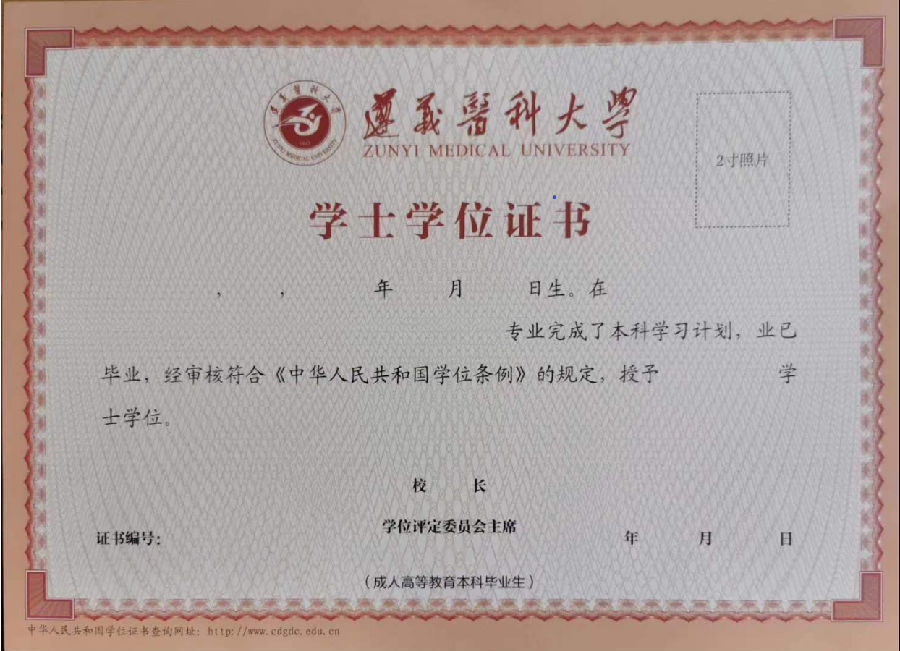 遵義醫科大學
ZUNYI MEDICAL UNIVERSITY
ZUNYI MEDICAL UNIVERSITY
2寸照片
学士学位证书
， ， 年 月 日生。在
专业完成了本科学习计划，业已
毕业，经审核符合《中华人民共和国学位条例》的规定，授予 学
士学位。
校 长
学位评定委员会主席
证书编号： 年 月 日
（成人高等教育本科毕业生）
中华人民共和国学位证书查询网址：http://www.cdgdc.edu.cn